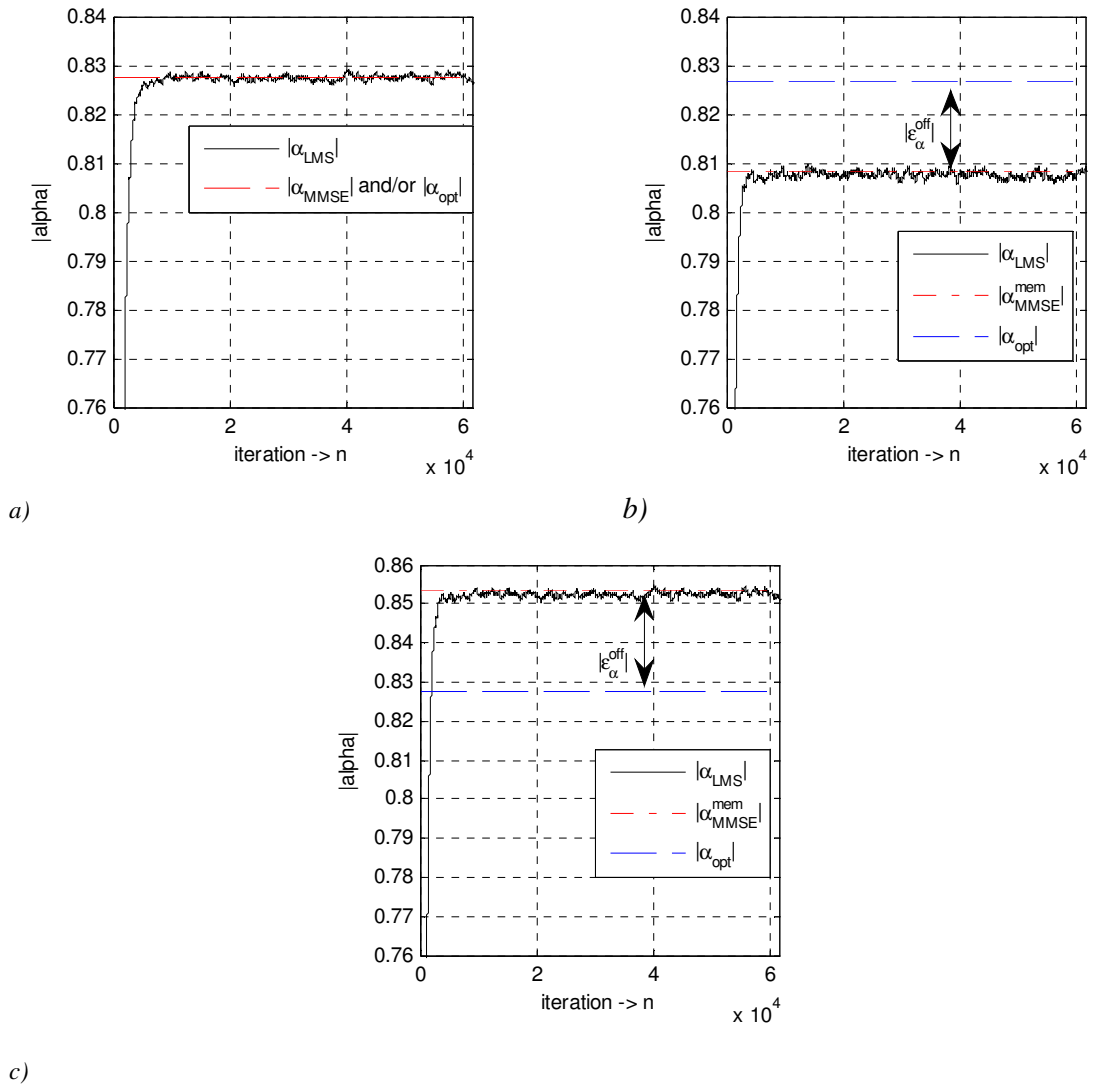 0.84
0.83
0.82
0.81
0.8
0.79
0.78
0.77
0.76
0 2 4 6
x 10^4
iteration -> n
|alpha|
|α_LMS|
|α_MMSE| and/or |α_opt|
a)
0.84
0.83
0.82
0.81
0.8
0.79
0.78
0.77
0.76
0 2 4 6
x 10^4
iteration -> n
|alpha|
|ε_α^off|
|α_LMS|
|α_MMSE^mem|
|α_opt|
b)
0.86
0.85
0.84
0.83
0.82
0.81
0.8
0.79
0.78
0.77
0.76
0 2 4 6
x 10^4
iteration -> n
|alpha|
|ε_α^off|
|α_LMS|
|α_MMSE^mem|
|α_opt|
c)